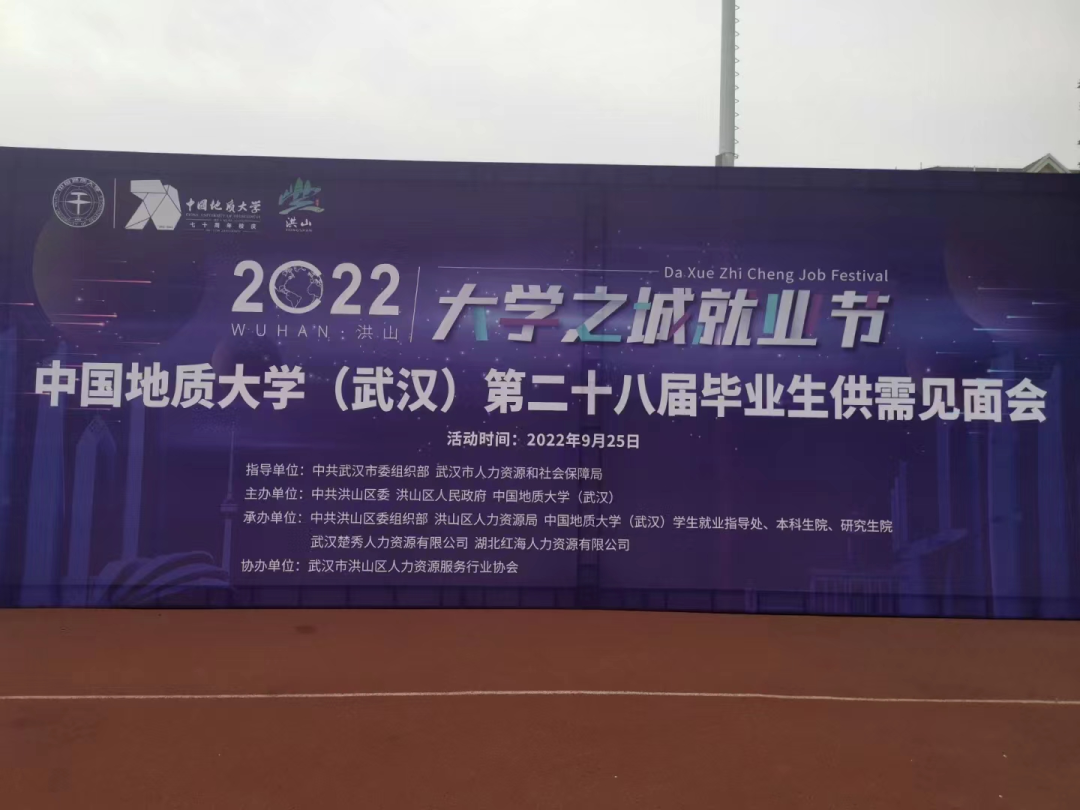 中国地质大学
七十周年校庆
洪山
2022
WUHAN·洪山
Da Xue Zhi Cheng Job Festival
大学之城就业节
中国地质大学（武汉）第二十八届毕业生供需见面会
活动时间：2022年9月25日
指导单位：中共武汉市委组织部 武汉市人力资源和社会保障局
主办单位：中共洪山区委 洪山区人民政府 中国地质大学（武汉）
承办单位：中共洪山区委组织部 洪山区人力资源局 中国地质大学（武汉）学生就业指导处、本科生院、研究生院
武汉楚秀人力资源有限公司 湖北红海人力资源有限公司
协办单位：武汉市洪山区人力资源服务行业协会